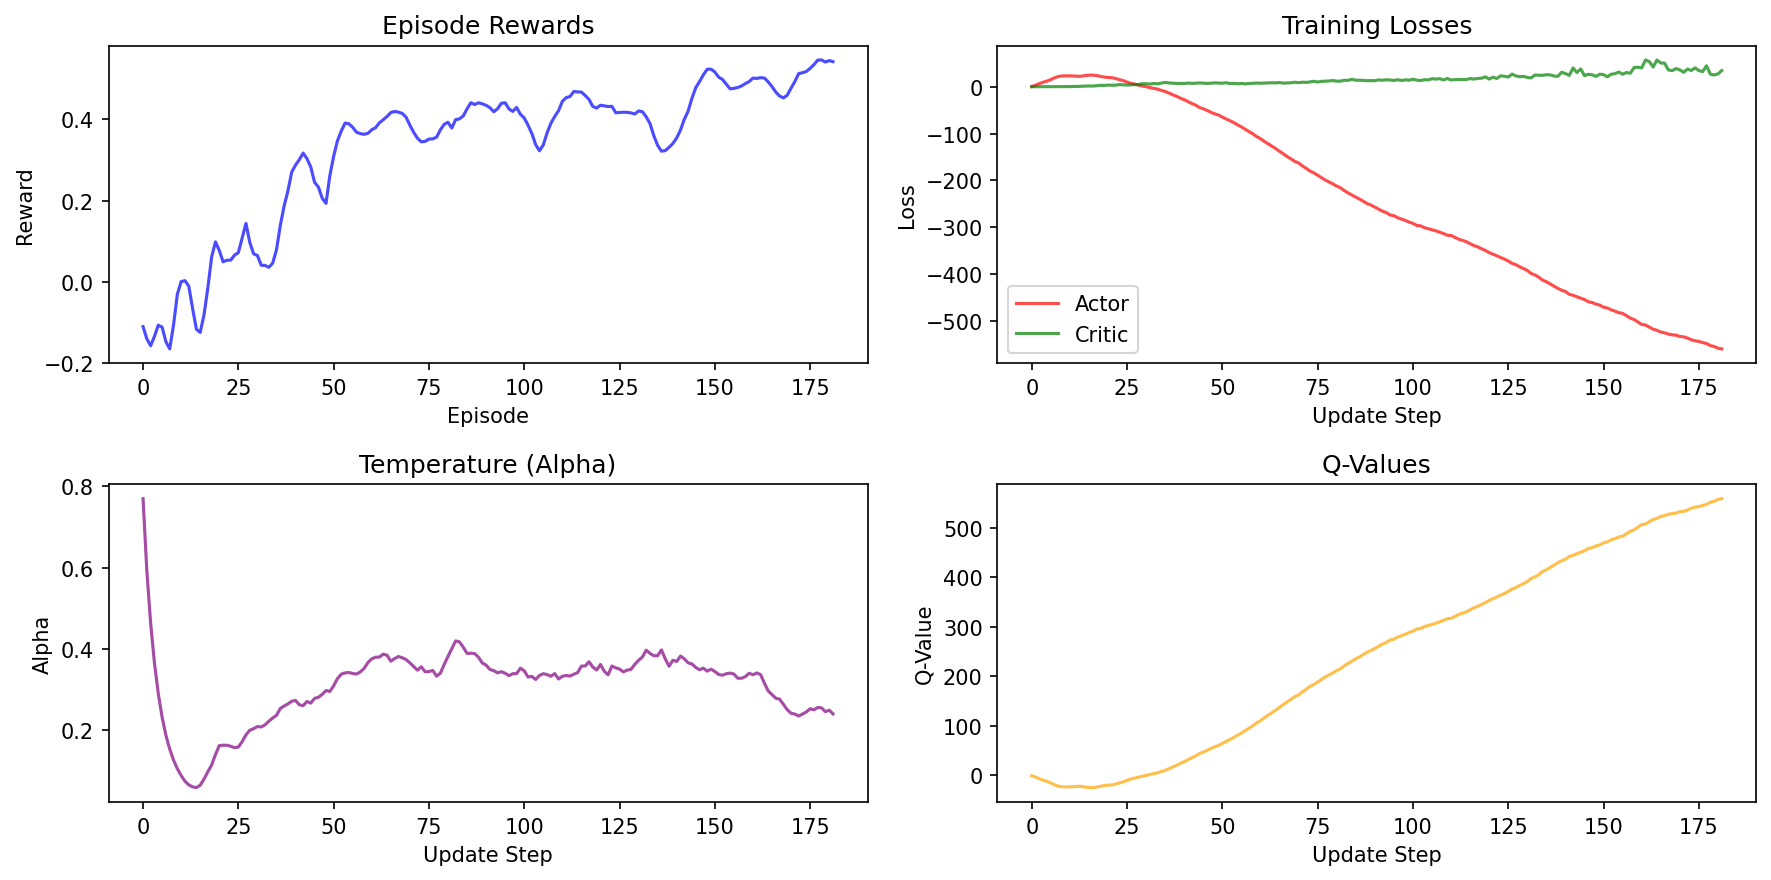 Episode Rewards
Reward
0.4
0.2
0.0
−0.2
0 25 50 75 100 125 150 175
Episode
Training Losses
Loss
0
−100
−200
−300
−400
−500
Actor
Critic
0 25 50 75 100 125 150 175
Update Step
Temperature (Alpha)
Alpha
0.8
0.6
0.4
0.2
0 25 50 75 100 125 150 175
Update Step
Q-Values
Q-Value
500
400
300
200
100
0
0 25 50 75 100 125 150 175
Update Step